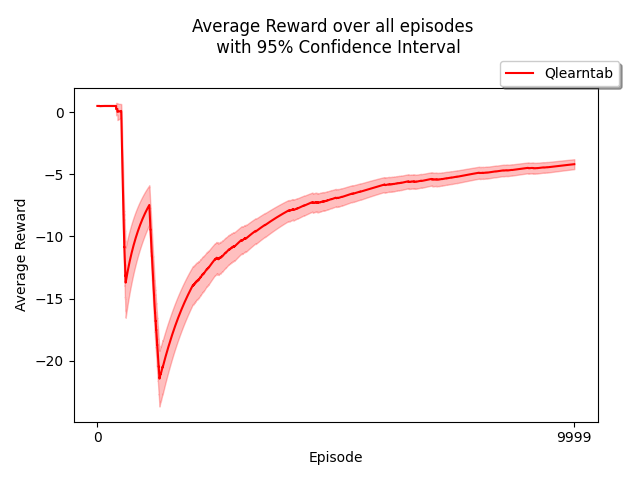 Average Reward over all episodes
with 95% Confidence Interval
Qlearntab
0
−5
−10
−15
−20
Average Reward
0
9999
Episode